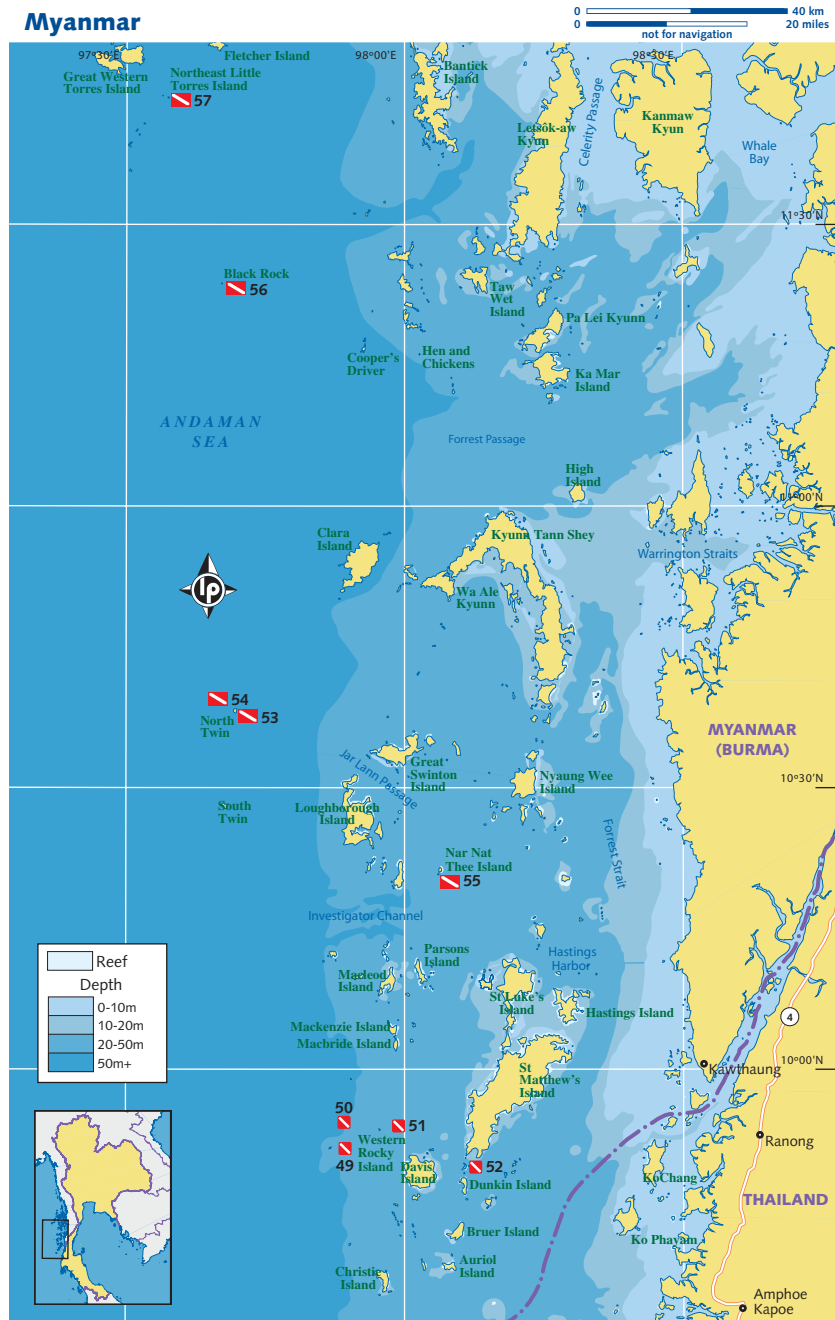 Myanmar
0 40 km
0 20 miles
not for navigation
97°30'E
98°00'E
98°30'E
Fletcher Island
Great Western
Torres Island
Northeast Little
Torres Island
57
Bantick
Island
Letsok-aw
Kyun
Celerity Passage
Kanmaw
Kyun
Whale
Bay
11°30'N
Black Rock
56
Taw
Wet
Island
Pa Lei Kyunn
Cooper's
Driver
Hen and
Chickens
Ka Mar
Island
ANDAMAN
SEA
Forrest Passage
High
Island
11°00'N
Clara
Island
Kyunn Tann Shey
Warrington Straits
lp
Wa Ale
Kyunn
54
53
North
Twin
MYANMAR
(BURMA)
Jar Lann Passage
Great
Swinton
Island
Nyaung Wee
Island
10°30'N
South
Twin
Loughborough
Island
Forrest Strait
Nar Nat
Thee Island
55
Investigator Channel
Parsons
Island
Hastings
Harbor
Macleod
Island
St Luke's
Island
Hastings Island
Reef
Depth
0-10m
10-20m
20-50m
50m+
Mackenzie Island
Macbride Island
4
10°00'N
St
Matthew's
Island
Kawthaung
50
51
49
Western
Rocky
Island
Davis
Island
52
Dunkin Island
Ranong
KoChang
THAILAND
Bruer Island
Ko Phayam
Auriol
Island
Christie
Island
Amphoe
Kapoe